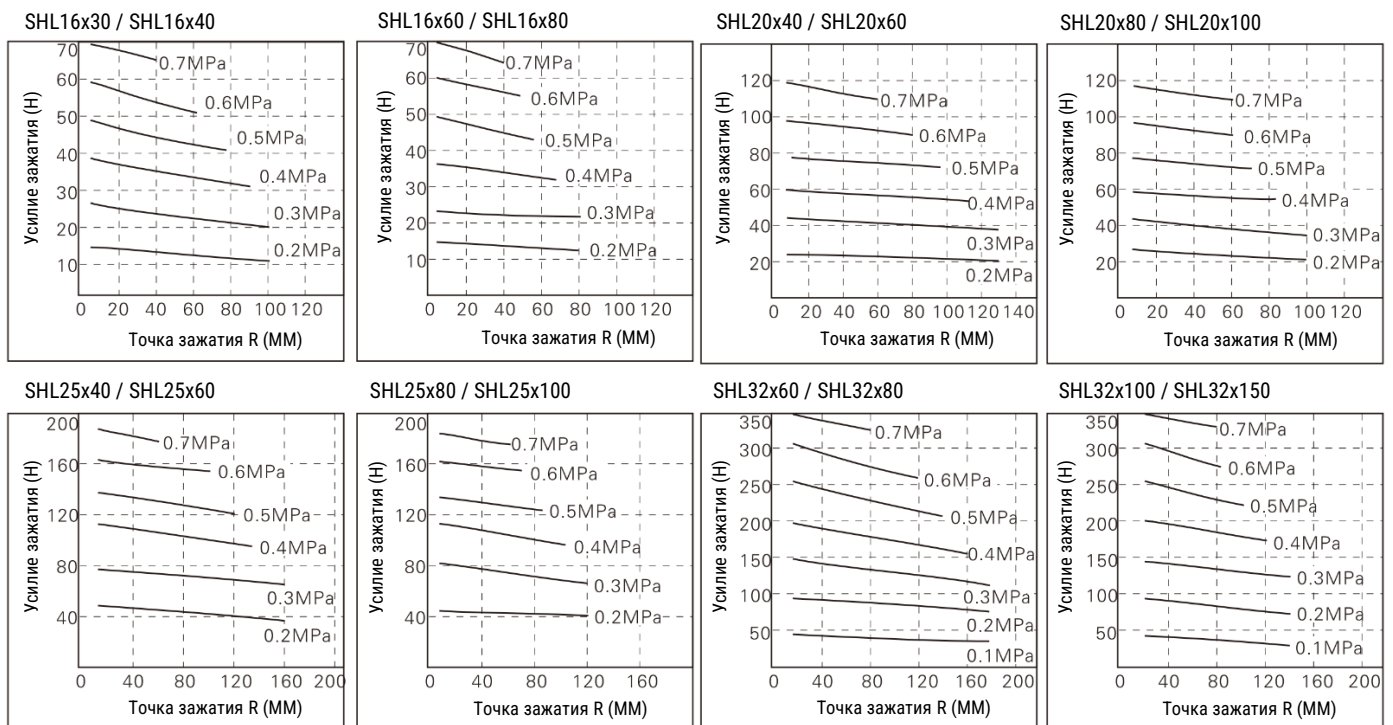 SHL16x30 / SHL16x40
Усилие зажатия (Н)
70
60
50
40
30
20
10
0.7MPa
0.6MPa
0.5MPa
0.4MPa
0.3MPa
0.2MPa
0 20 40 60 80 100 120
Точка зажатия R (ММ)
SHL16x60 / SHL16x80
Усилие зажатия (Н)
70
60
50
40
30
20
10
0.7MPa
0.6MPa
0.5MPa
0.4MPa
0.3MPa
0.2MPa
0 20 40 60 80 100 120
Точка зажатия R (ММ)
SHL20x40 / SHL20x60
Усилие зажатия (Н)
120
100
80
60
40
20
0.7MPa
0.6MPa
0.5MPa
0.4MPa
0.3MPa
0.2MPa
0 20 40 60 80 100 120 140
Точка зажатия R (ММ)
SHL20x80 / SHL20x100
Усилие зажатия (Н)
120
100
80
60
40
20
0.7MPa
0.6MPa
0.5MPa
0.4MPa
0.3MPa
0.2MPa
0 20 40 60 80 100 120
Точка зажатия R (ММ)
SHL25x40 / SHL25x60
Усилие зажатия (Н)
200
160
120
80
40
0.7MPa
0.6MPa
0.5MPa
0.4MPa
0.3MPa
0.2MPa
0 40 80 120 160 200
Точка зажатия R (ММ)
SHL25x80 / SHL25x100
Усилие зажатия (Н)
200
160
120
80
40
0.7MPa
0.6MPa
0.5MPa
0.4MPa
0.3MPa
0.2MPa
0 40 80 120 160
Точка зажатия R (ММ)
SHL32x60 / SHL32x80
Усилие зажатия (Н)
350
300
250
200
150
100
50
0.7MPa
0.6MPa
0.5MPa
0.4MPa
0.3MPa
0.2MPa
0.1MPa
0 40 80 120 160 200
Точка зажатия R (ММ)
SHL32x100 / SHL32x150
Усилие зажатия (Н)
350
300
250
200
150
100
50
0.7MPa
0.6MPa
0.5MPa
0.4MPa
0.3MPa
0.2MPa
0.1MPa
0 40 80 120 160 200
Точка зажатия R (ММ)